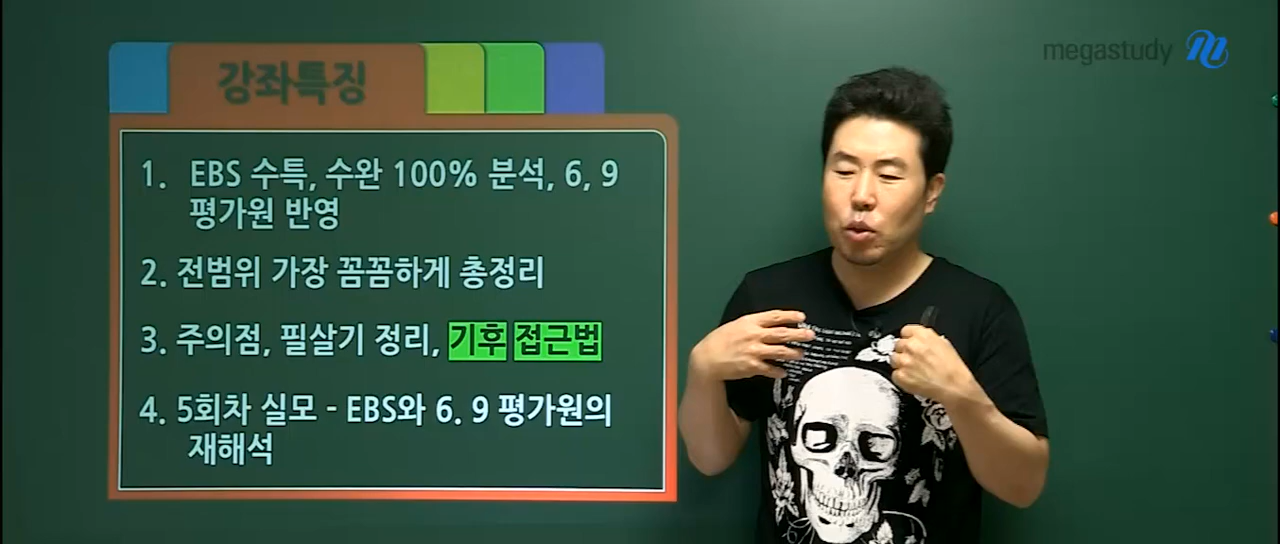 megastudy
강좌특징
1. EBS 수특, 수완 100% 분석, 6, 9
평가원 반영
2. 전범위 가장 꼼꼼하게 총정리
3. 주의점, 필살기 정리, 기후 접근법
4. 5회차 실모 - EBS와 6. 9 평가원의
재해석